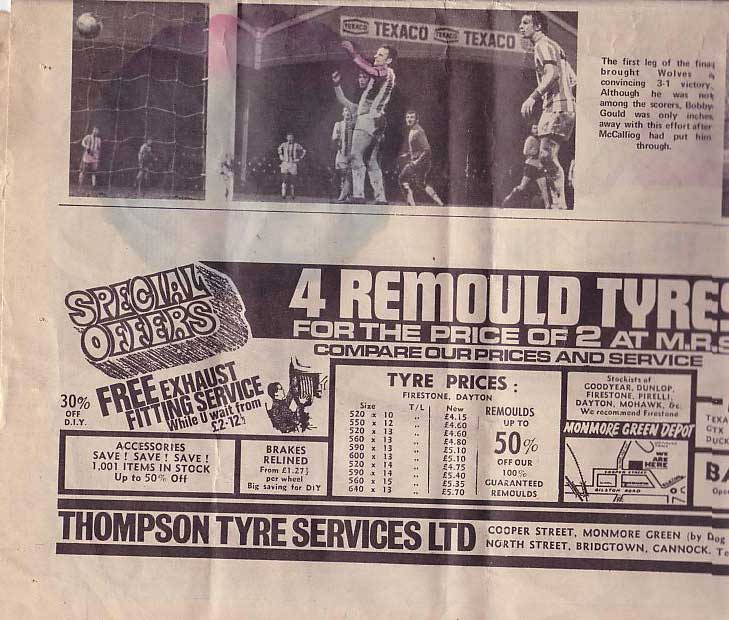 TEXACO TEXACO
The first leg of the final
brought Wolves a
convincing 3-1 victory.
Although he was not
among the scorers, Bobby
Gould was only inches
away with this effort after
McCalliog had put him
through.
SPECIAL
OFFERS
4 REMOULD TYRES
FOR THE PRICE OF 2 AT M.R.S
COMPARE OUR PRICES AND SERVICE
30%
OFF
D.I.Y.
FREE EXHAUST
FITTING SERVICE
While U wait from
£2-12½
ACCESSORIES
SAVE ! SAVE ! SAVE !
1,001 ITEMS IN STOCK
Up to 50% Off
BRAKES
RELINED
From £1.27½
per wheel
Big saving for DIY
TYRE PRICES :
FIRESTONE, DAYTON
Size T/L New
520 x 10 ,, £4.15
550 x 12 ,, £4.60
520 x 13 ,, £4.60
560 x 13 ,, £4.80
590 x 13 ,, £5.10
600 x 13 ,, £5.10
520 x 14 ,, £4.75
590 x 14 ,, £5.40
560 x 15 ,, £5.35
640 x 13 ,, £5.70
REMOULDS
UP TO
50%
OFF OUR
100%
GUARANTEED
REMOULDS
Stockists of
GOODYEAR, DUNLOP,
FIRESTONE, PIRELLI,
DAYTON, MOHAWK, &c.
We recommend Firestone
MONMORE GREEN DEPOT
WE
ARE
HERE
COOPER STREET
BILSTON ROAD
TEXA
GTX
DUCK
BA
Ope
THOMPSON TYRE SERVICES LTD
COOPER STREET, MONMORE GREEN (by Dog
NORTH STREET, BRIDGTOWN, CANNOCK. Te